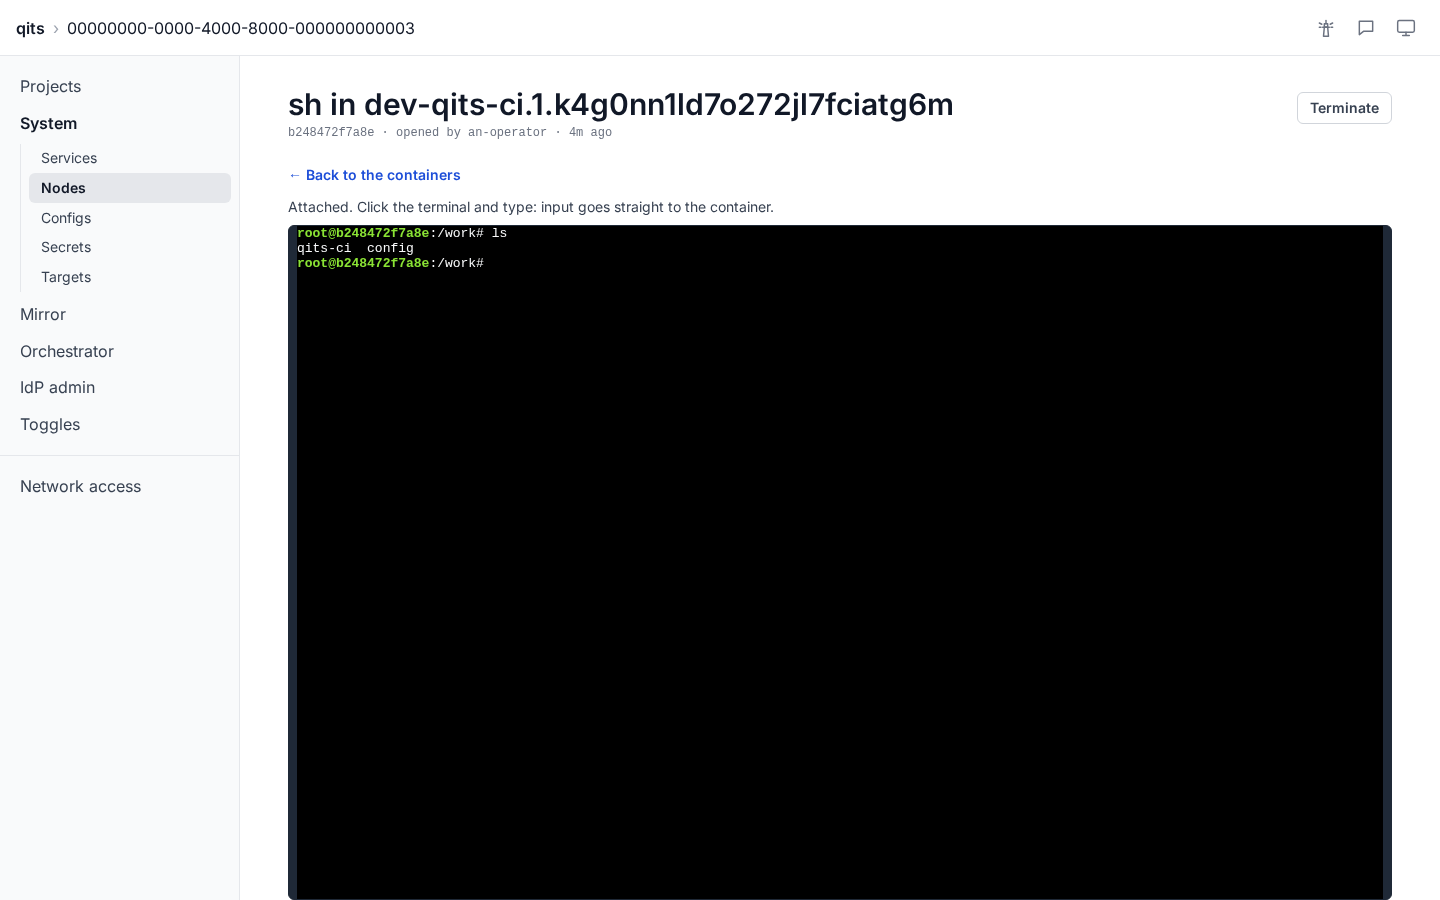 qits › 00000000-0000-4000-8000-000000000003
Projects
System
Services
Nodes
Configs
Secrets
Targets
Mirror
Orchestrator
IdP admin
Toggles
Network access
sh in dev-qits-ci.1.k4g0nn1ld7o272jl7fciatg6m
Terminate
b248472f7a8e · opened by an-operator · 4m ago
← Back to the containers
Attached. Click the terminal and type: input goes straight to the container.
root@b248472f7a8e:/work# ls
qits-ci  config
root@b248472f7a8e:/work#